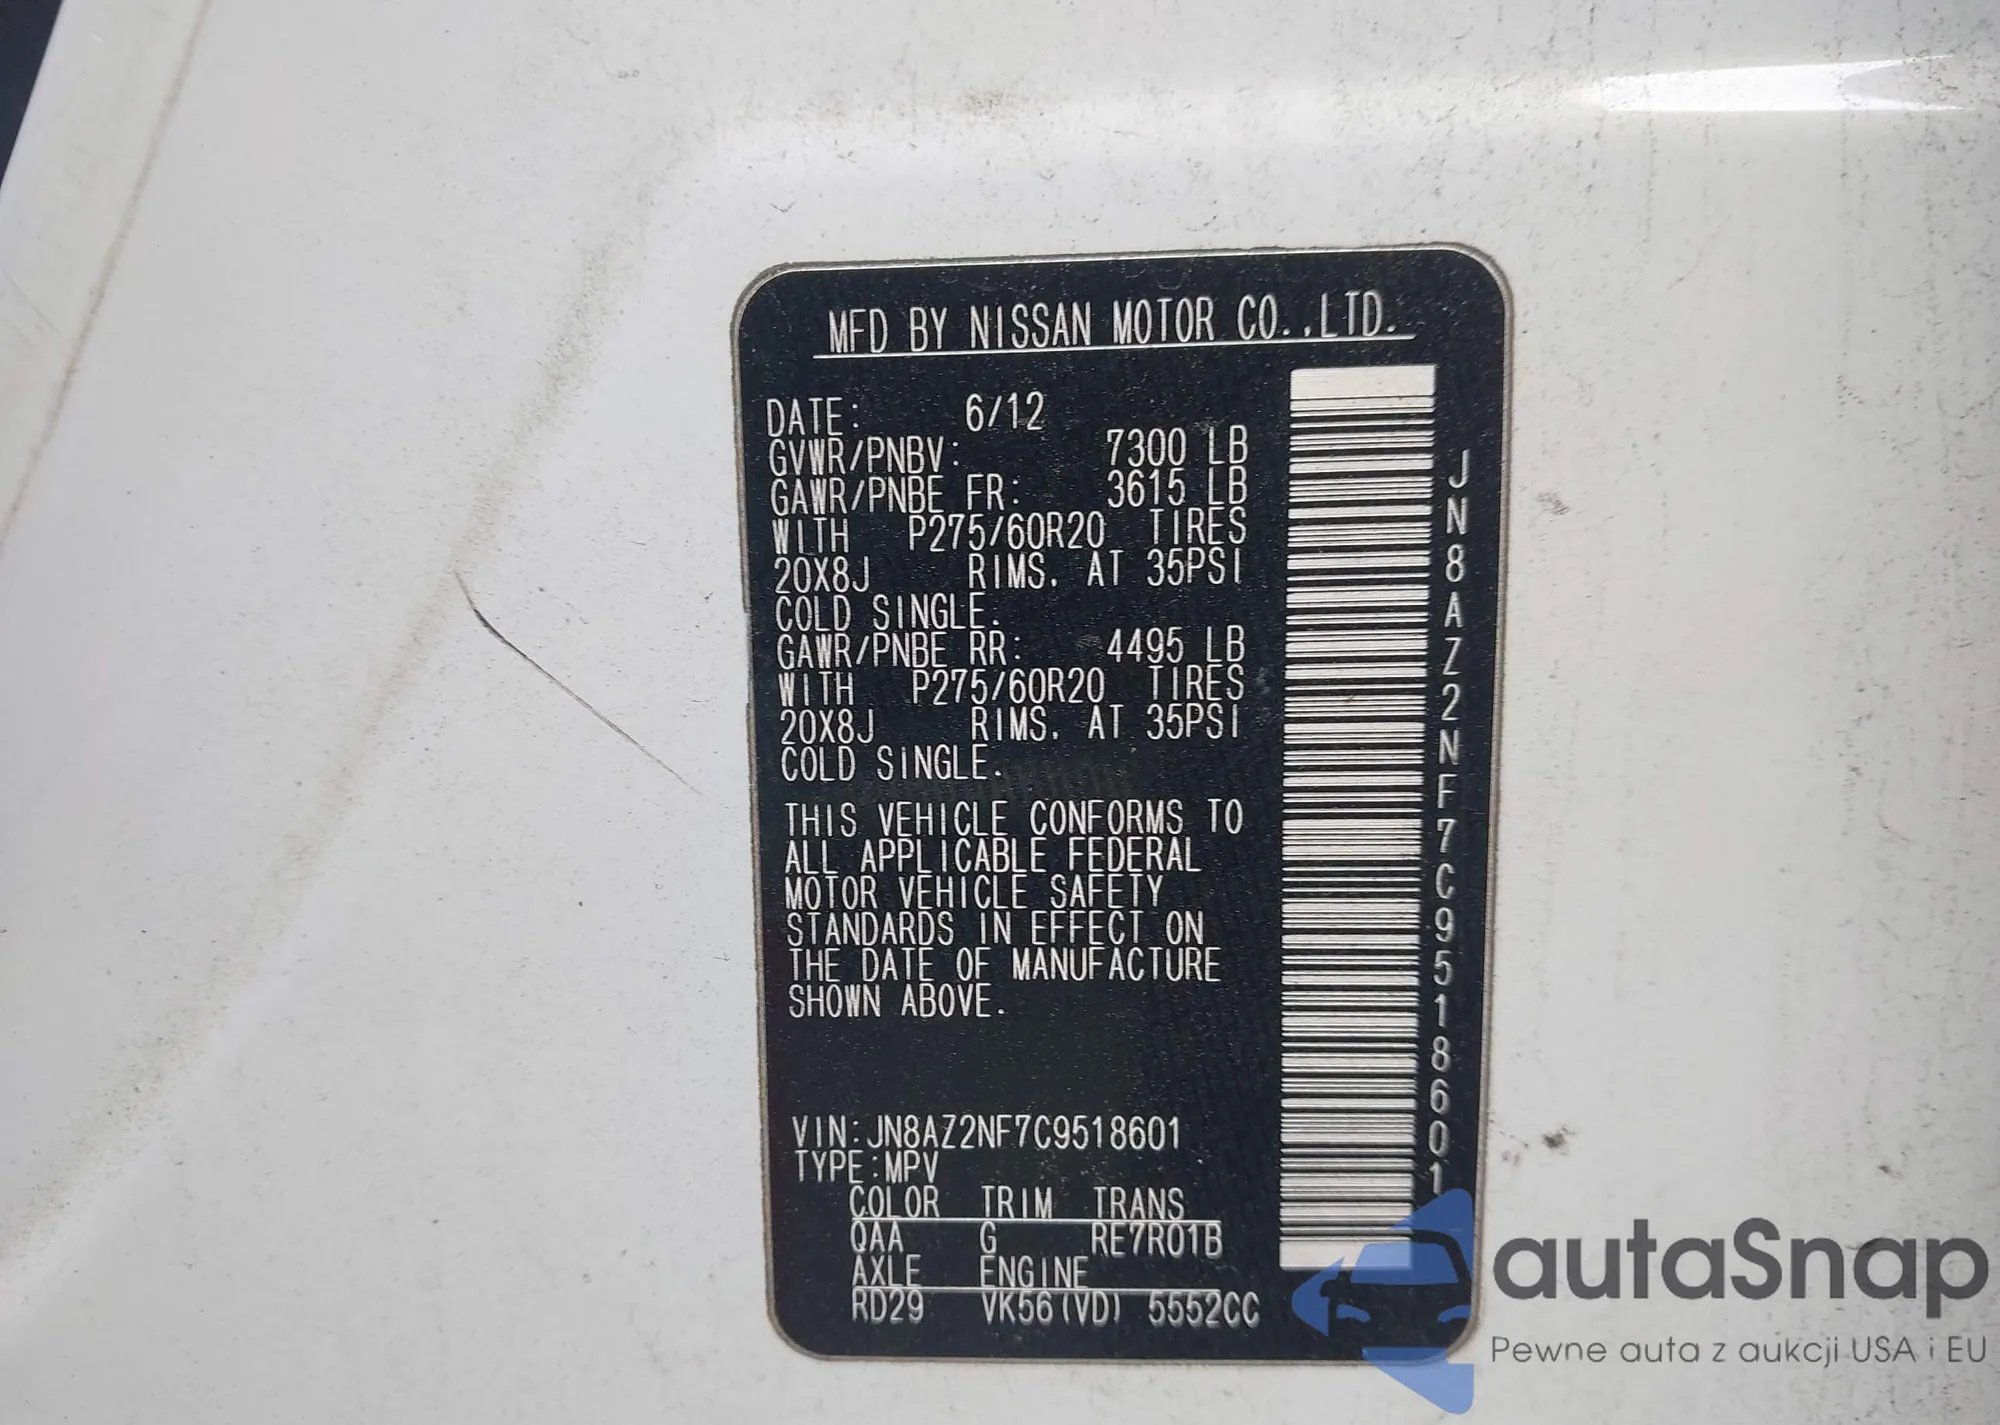 MFD BY NISSAN MOTOR CO.,LTD.
DATE: 6/12
GVWR/PNBV: 7300 LB
GAWR/PNBE FR: 3615 LB
WITH P275/60R20 TIRES
20X8J RIMS. AT 35PSI
COLD SINGLE.
GAWR/PNBE RR: 4495 LB
WITH P275/60R20 TIRES
20X8J RIMS. AT 35PSI
COLD SINGLE.
THIS VEHICLE CONFORMS TO
ALL APPLICABLE FEDERAL
MOTOR VEHICLE SAFETY
STANDARDS IN EFFECT ON
THE DATE OF MANUFACTURE
SHOWN ABOVE.
VIN:JN8AZ2NF7C9518601
TYPE:MPV
COLOR TRIM TRANS
QAA G RE7R01B
AXLE ENGINE
RD29 VK56(VD) 5552CC
JN8AZ2NF7C9518601
autaSnap
Pewne auta z aukcji USA i EU